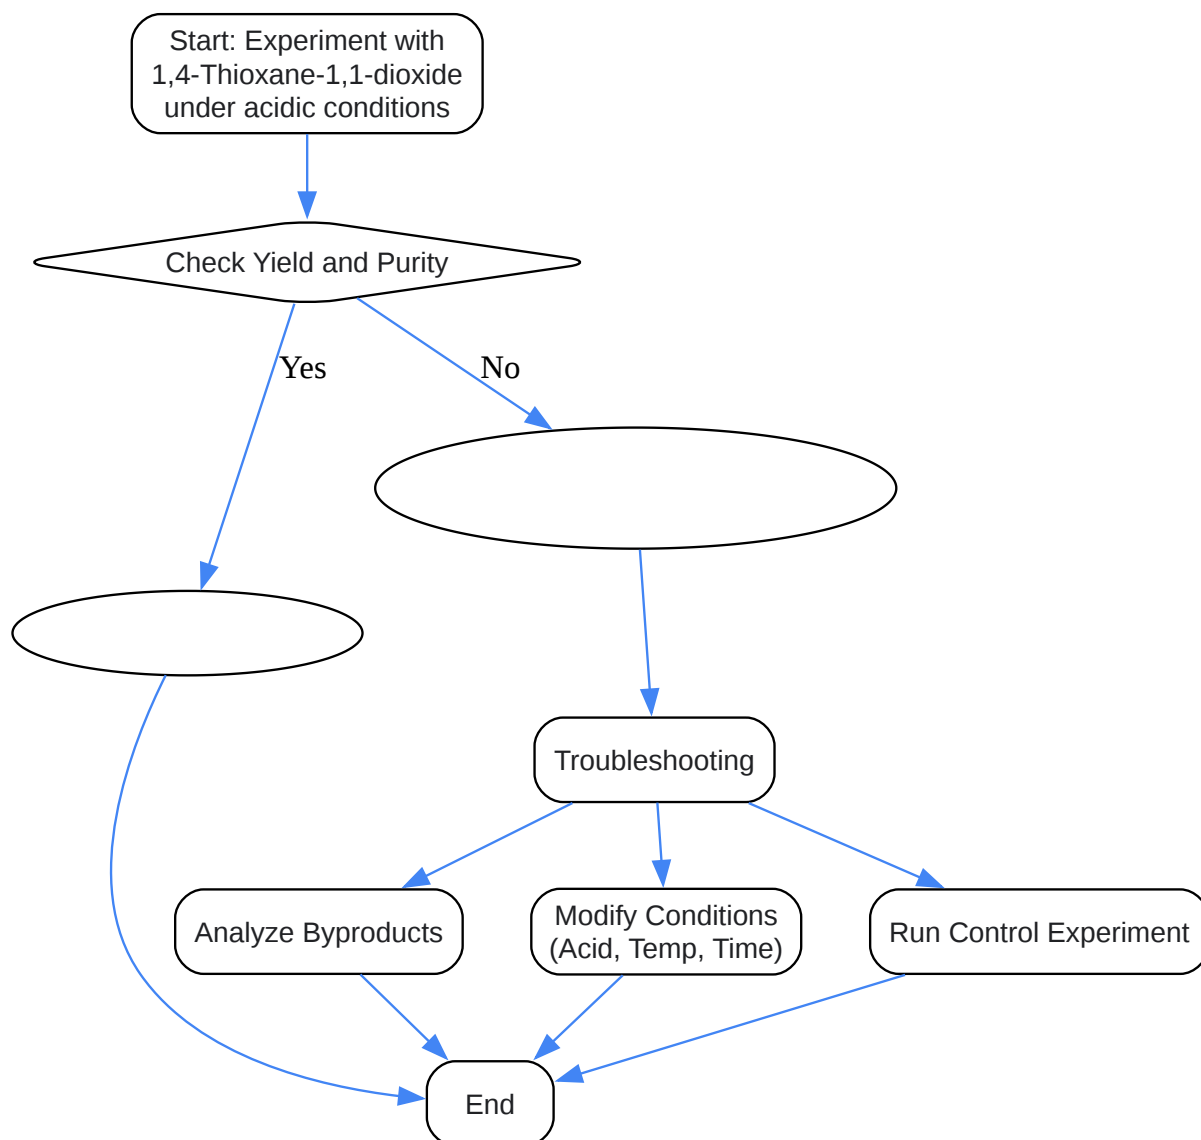 Start: Experiment with
1,4-Thioxane-1,1-dioxide
under acidic conditions
Check Yield and Purity
Yes
No
Troubleshooting
Analyze Byproducts
Modify Conditions
(Acid, Temp, Time)
Run Control Experiment
End